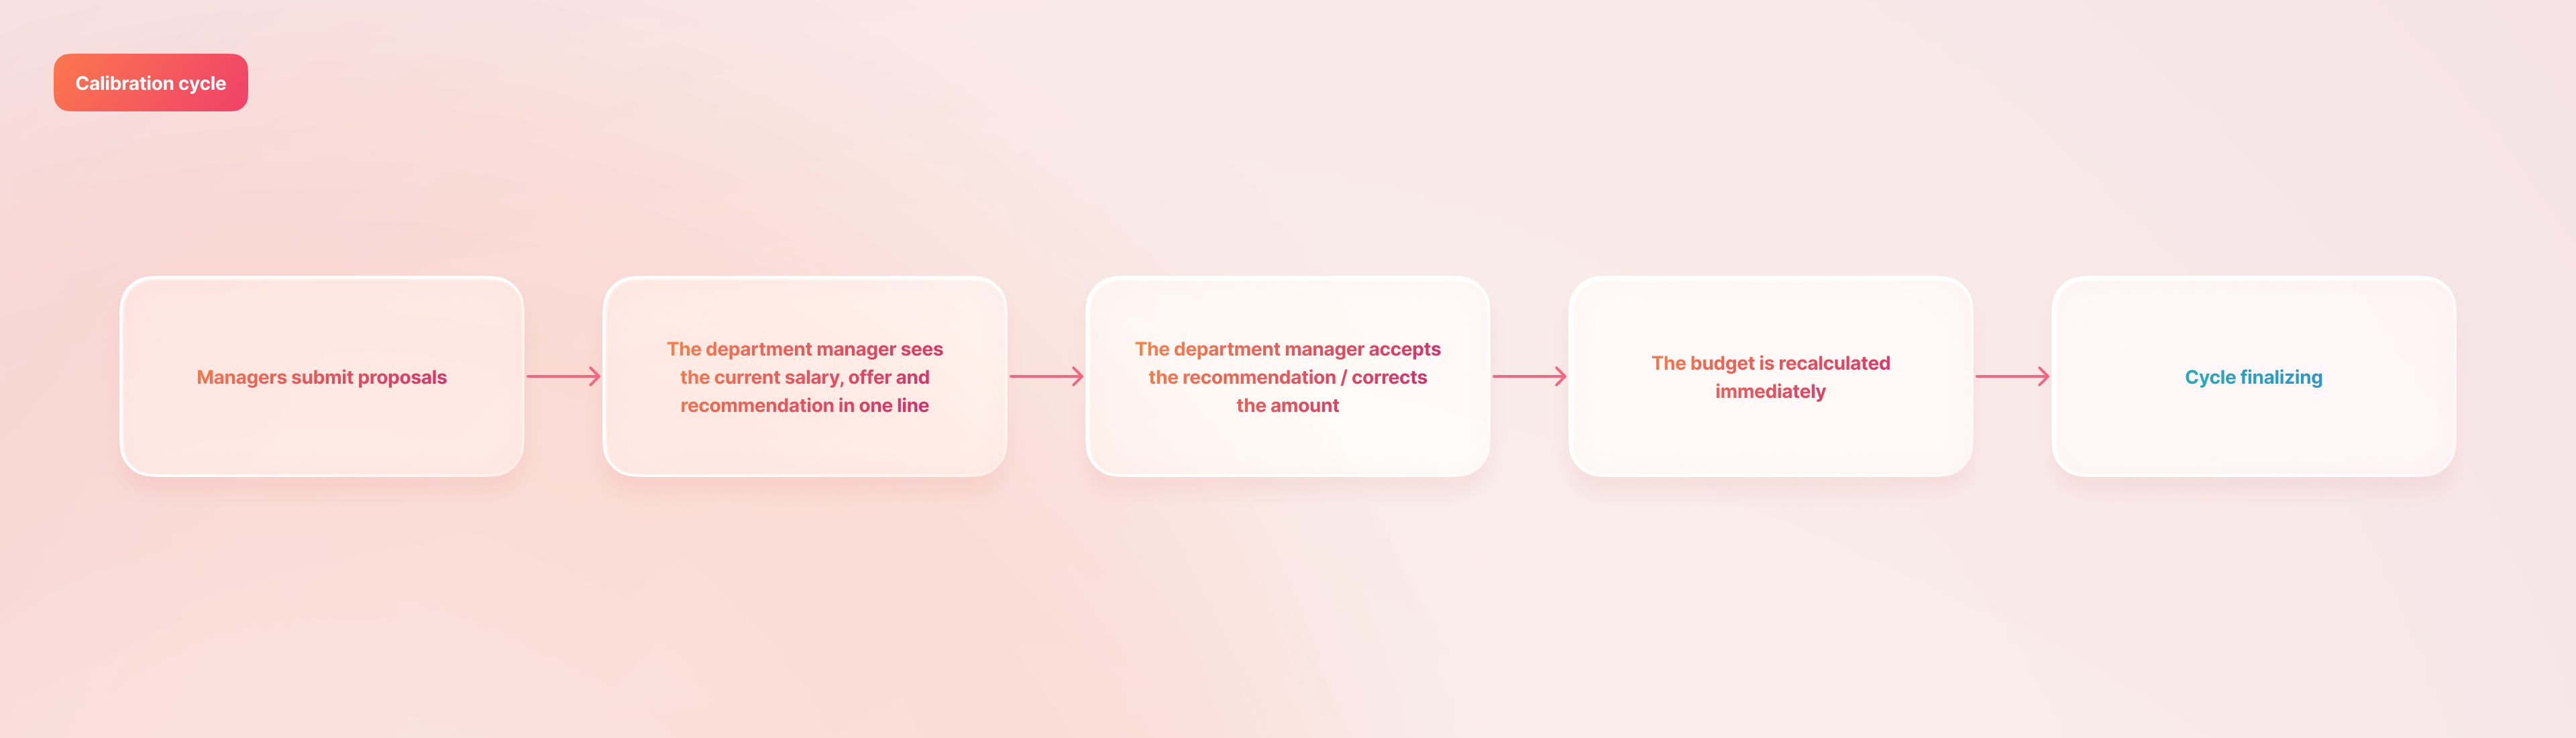 Calibration cycle
Managers submit proposals
The department manager sees
the current salary, offer and
recommendation in one line
The department manager accepts
the recommendation / corrects
the amount
The budget is recalculated
immediately
Cycle finalizing